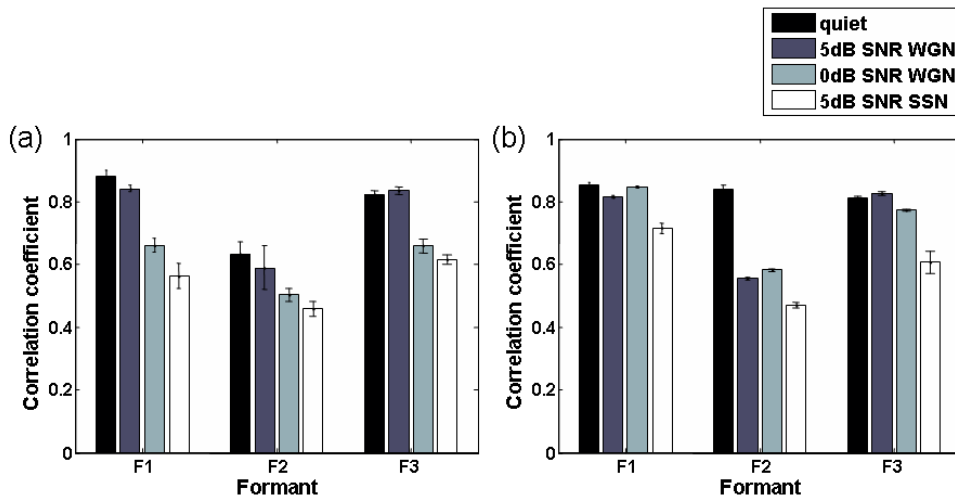 quiet
5dB SNR WGN
0dB SNR WGN
5dB SNR SSN
(a)
1
0.8
0.6
0.4
0.2
0
Correlation coefficient
F1
F2
F3
Formant
(b)
1
0.8
0.6
0.4
0.2
0
Correlation coefficient
F1
F2
F3
Formant